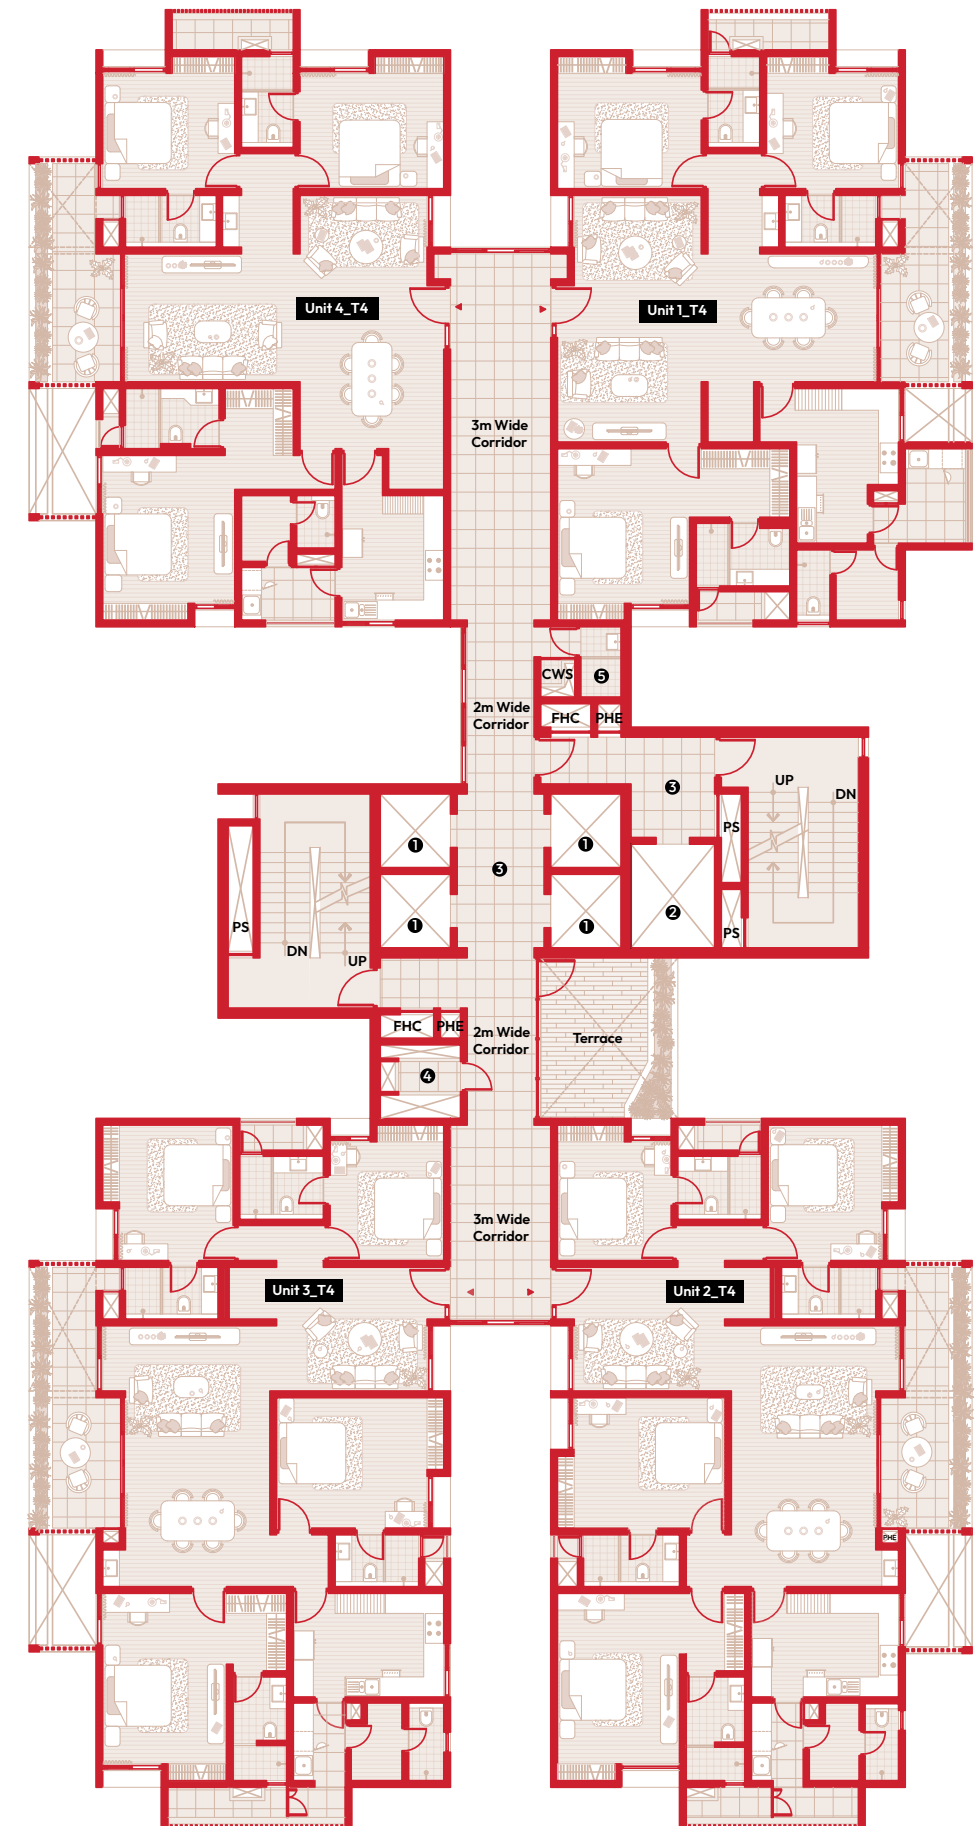 Unit 4_T4
Unit 1_T4
3m Wide
Corridor
CWS
5
2m Wide
Corridor
FHC
PHE
3
UP
DN
PS
1
1
3
2
1
1
PS
PS
DN
UP
FHC
PHE
2m Wide
Corridor
Terrace
4
3m Wide
Corridor
Unit 3_T4
Unit 2_T4
PHE